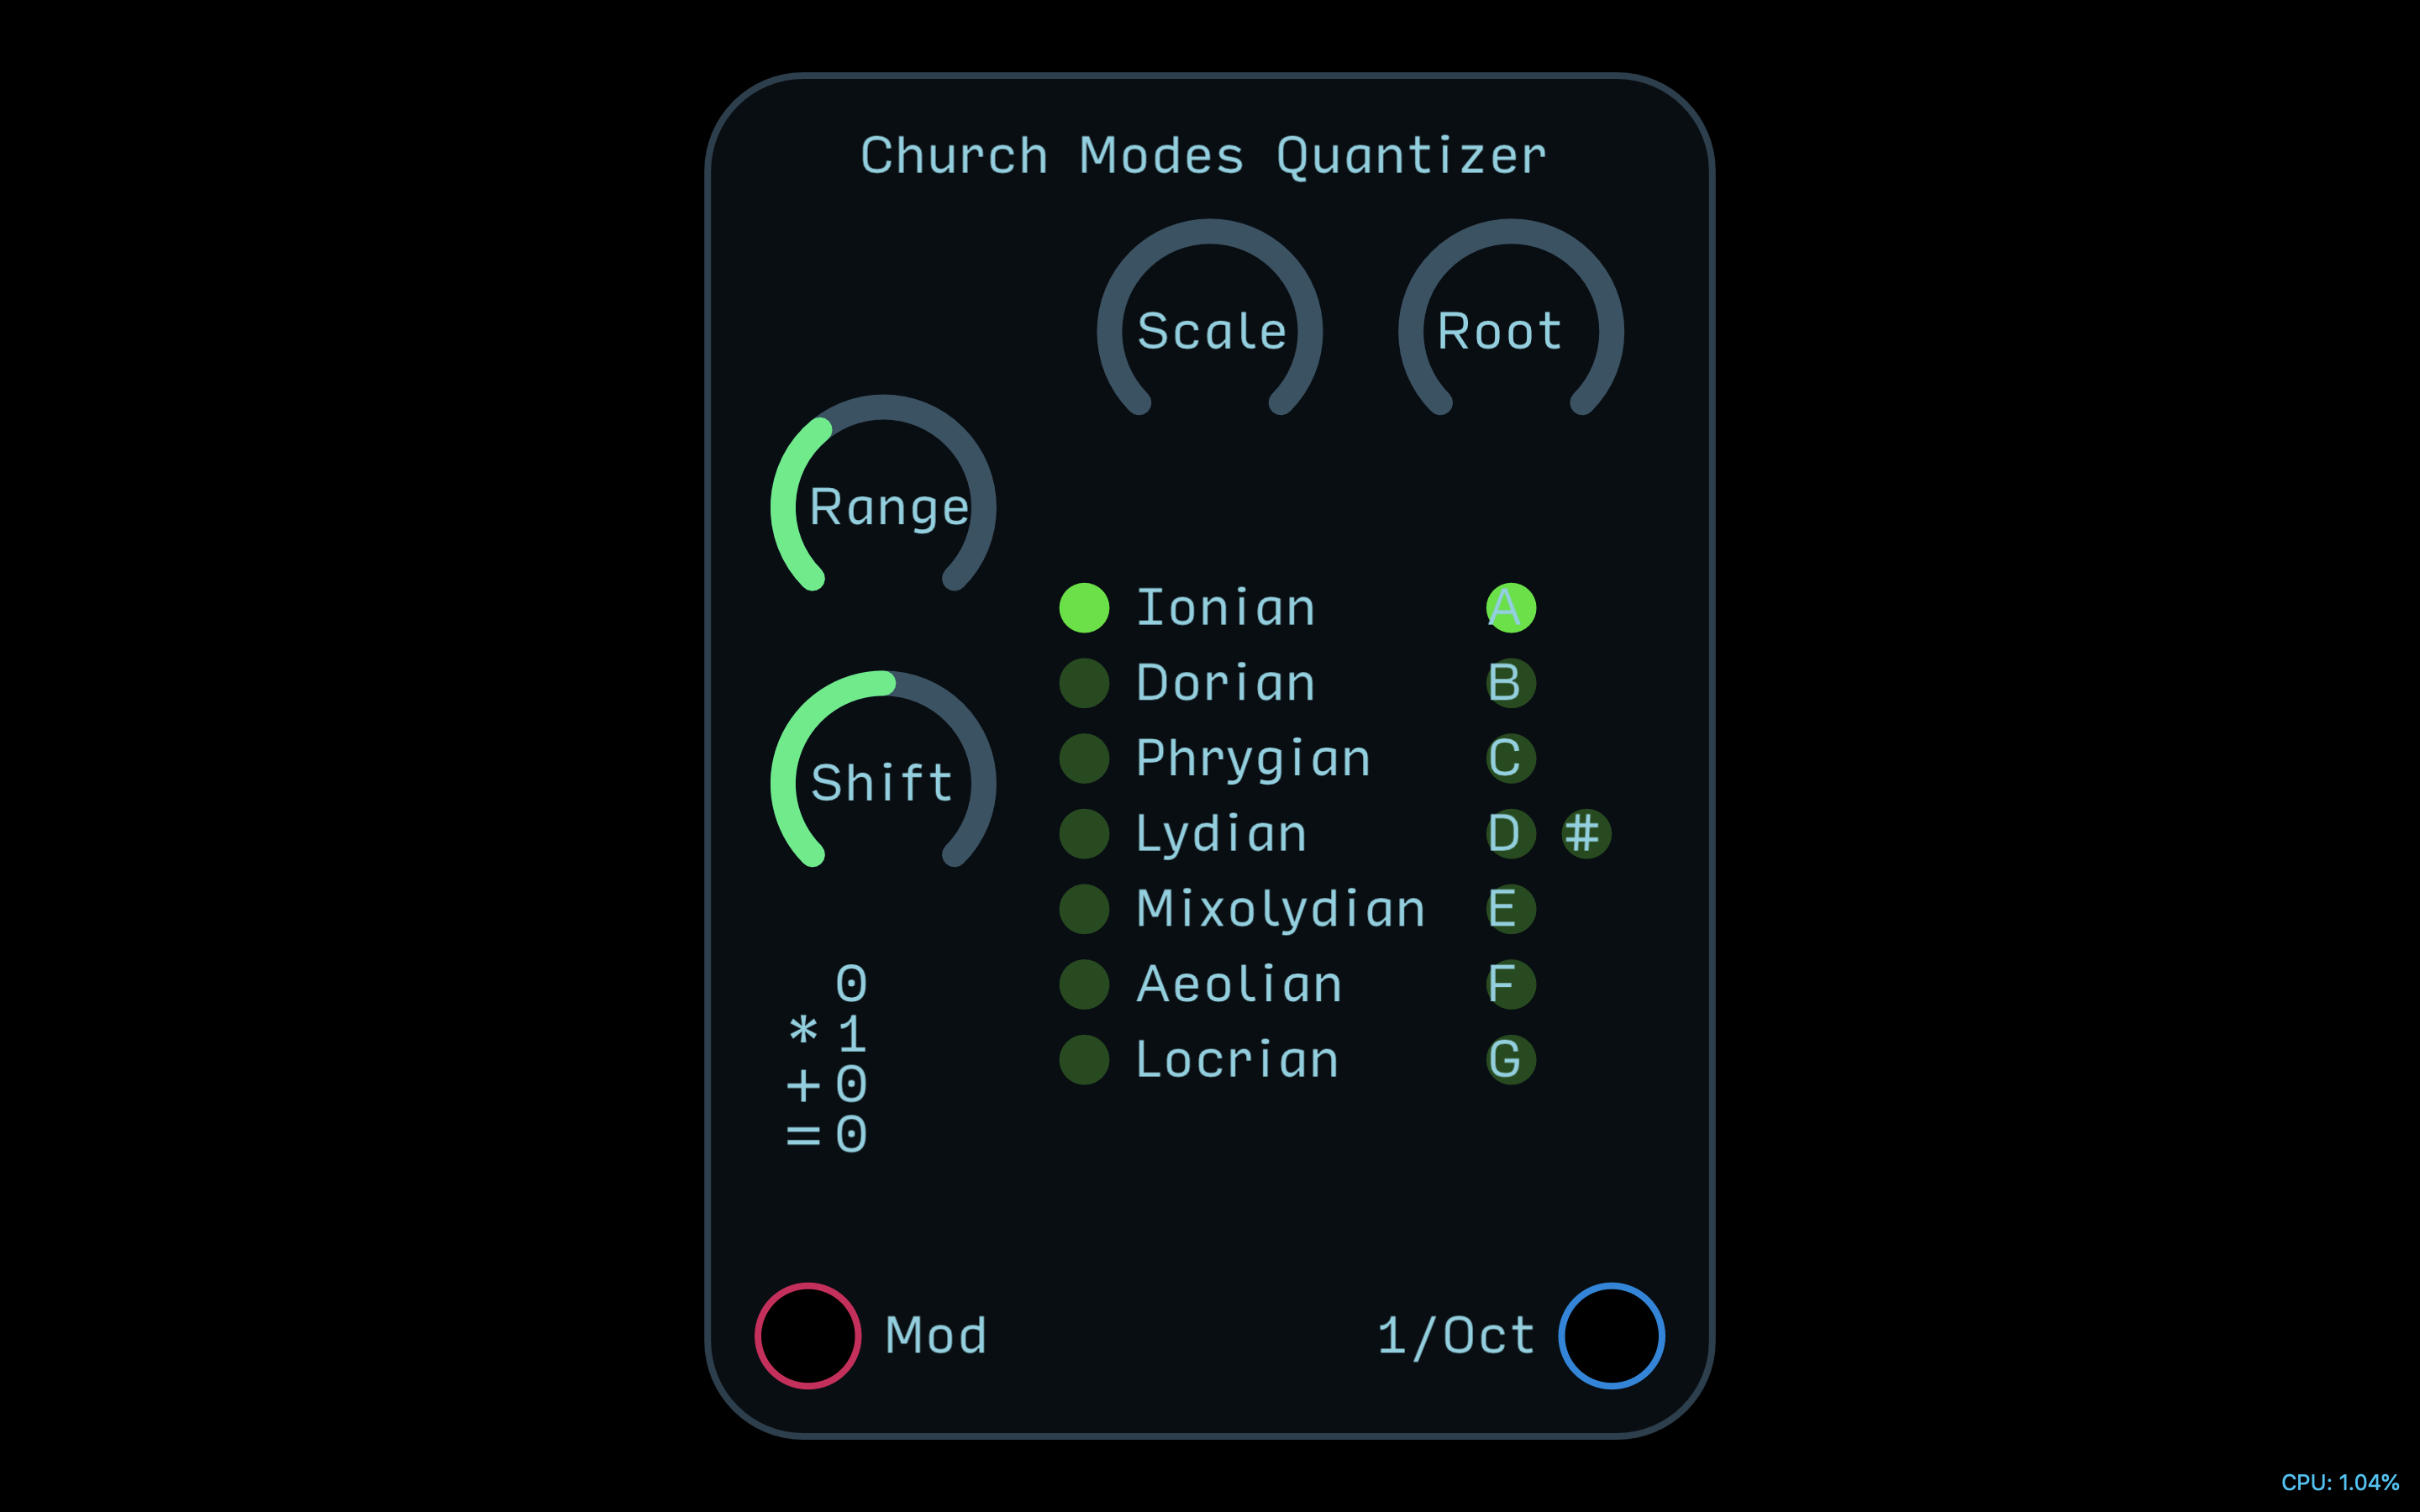 Church Modes Quantizer
Scale Root
Range
Shift
Ionian A
Dorian B
Phrygian C
Lydian D #
Mixolydian E
Aeolian F
Locrian G
0
*1
+0
=0
Mod 1/Oct
CPU: 1.04%